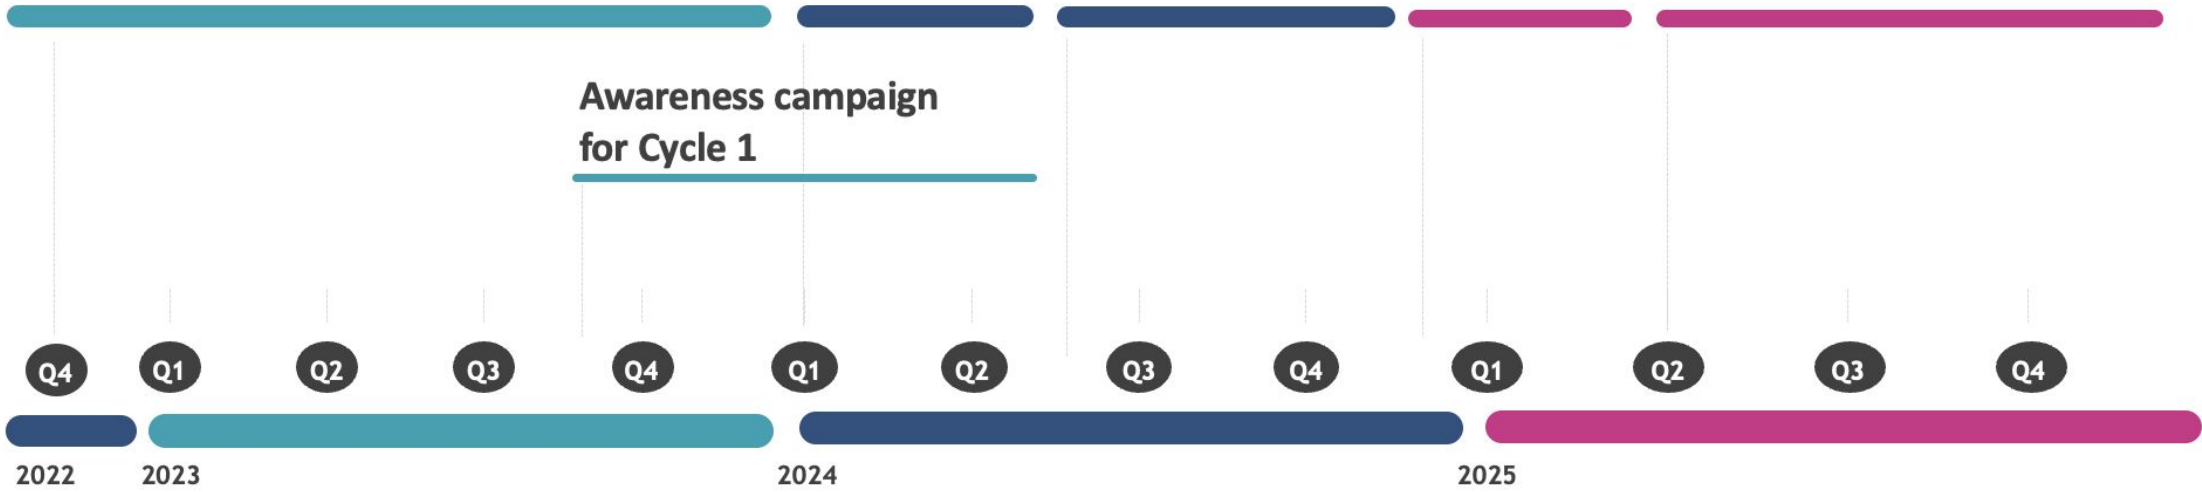 Awareness campaign
for Cycle 1
Q4 Q1 Q2 Q3 Q4 Q1 Q2 Q3 Q4 Q1 Q2 Q3 Q4
2022 2023 2024 2025